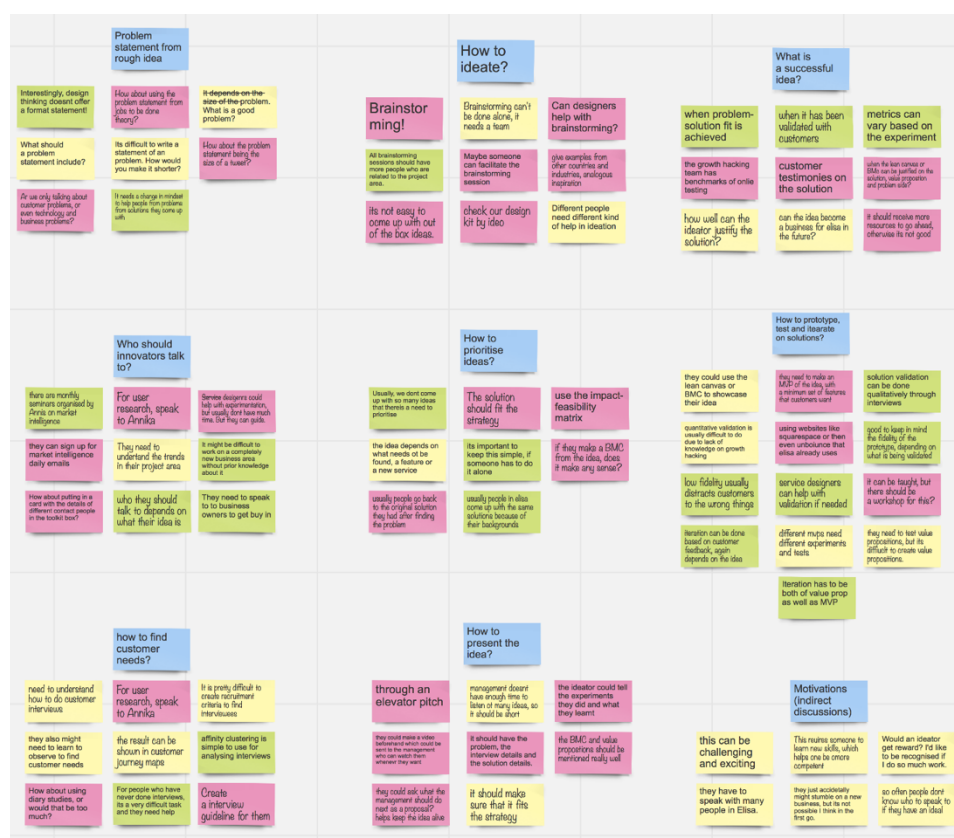 Problem
statement from
rough idea
Interestingly, design
thinking doesnt offer
a format statement!
How about using the
problem statement from
jobs to be done
theory?
It depends on the
size of the problem.
What is a good
problem?
What should
a problem
statement include?
Its difficult to write a
statement of an
problem. How would
you make it shorter?
How about the problem
statement being the
size of a tweet?
Ar we only talking about
customer problems, or
even technology and
business problems?
It needs a change in mindset
to help people from problems
from solutions they come up
with
How to
ideate?
Brainstor
ming!
Brainstorming can't
be done alone, it
needs a team
Can designers
help with
brainstorming?
All brainstorming
sessions should have
more people who are
related to the project
area.
Maybe someone
can facilitate the
brainstorming
session
give examples from
other countries and
industries, analogous
inspiration
its not easy to
come up with out
of the box ideas.
check our design
kit by ideo
Different people
need different kind
of help in ideation
What is
a successful
idea?
when problem-
solution fit is
achieved
when it has been
validated with
customers
metrics can
vary based on
the experiment
the growth hacking
team has
benchmarks of onlie
testing
customer
testimonies on
the solution
when the lean canvas or
BMC can be justified on the
solution, value proposition
and problem side?
how well can the
ideator justify the
solution?
can the idea become
a business for elisa in
the future?
it should receive more
resources to go ahead,
otherwise its not good
Who should
innovators talk
to?
there are monthly
seminars organised by
Annis on market
intelligence
For user
research, speak
to Annika
Service designers could
help with experimentation,
but usually dont have much
time. But they can guide.
they can sign up for
market intelligence
daily emails
They need to
undertand the trends
in their project area
It might be difficult to
work on a completely
new business area
without prior knowledge
about it
How about putting in a
card with the details of
different contact people
in the toolkit box?
who they should
talk to depends on
what their idea is
They need to speak
to to business
owners to get buy in
How to
prioritise
ideas?
Usually, we dont come
up with so many ideas
that thereis a need to
prioritise
The solution
should fit the
strategy
use the impact-
feasibility
matrix
the idea depends on
what needs ot be
found, a feature or
a new service
its important to
keep this simple, if
someone has to do
it alone
if they make a BMC
from the idea, does
it make any sense?
usually people go back
to the original solution
they had after finding
the problem
usually people in elisa
come up with the same
solutions because of
their backgrounds
How to prototype,
test and itearate
on solutions?
they could use the
lean canvas or
BMC to showcase
their idea
they need to make an
MVP of the idea, with
a minimum set of features
that customers want
solution validation
can be done
qualitatively through
interviews
quantitative validation is
usually difficult to do
due to lack of
knowledge on growth
hacking
using websites like
squarespace or then
even unboiunce that
elisa already uses
good to keep in mind
the fidelity of the
prototype, depending on
what is being validated
low fidelity usually
distracts customers
to the wrong things
service designers
can help with
validation if needed
it can be taught, but
there should be
a workshop for this?
iteration can be done
based on customer
feedback, again
depends on the idea
different mvps need
different experiments
and tests
they need to test value
propositions, but its
difficult to create value
propositions.
Iteration has to be
both of value prop
as well as MVP
how to find
customer
needs?
need to understand
how to do customer
interviews
For user
research, speak
to Annika
It is pretty difficult to
create recruitment
criteria to find
interviewees
they also might
need to learn to
observe to find
customer needs
the result can be
shown in customer
journey maps
affinity clustering is
simple to use for
analysing interviews
How about using
diary studies, or
would that be too
much?
For people who have
never done interviews,
its a very difficult task
and they need help
Create
a interview
guideline for them
How to
present the
idea?
through an
elevator pitch
management doesnt
have enough time to
listen ot many ideas, so
it should be short
the ideator could tell
the experiments
they did and what
they learnt
they could make a video
beforehand which could be
sent to the management
who can watch them
whenever they want
it should have the
problem, the
interview details and
the solution details.
the BMC and value
propositions should be
mentioned really well
they could ask what the
management should do
next as a proposal?
helps keep the idea alive
it should make
sure that it fits
the strategy
Motivations
(indirect
discussions)
this can be
challenging
and exciting
This reuires someone to
learn new skills, which
helps one be omore
competent
Would an ideator
get reward? I'd like
to be recognised if
I do so much work.
they have to
speak with many
people in Elisa.
they just accidetally
might stumble on a new
business, but its not
possible I think in the
first go.
so often people dont
know who to speak to
if they have an ideal